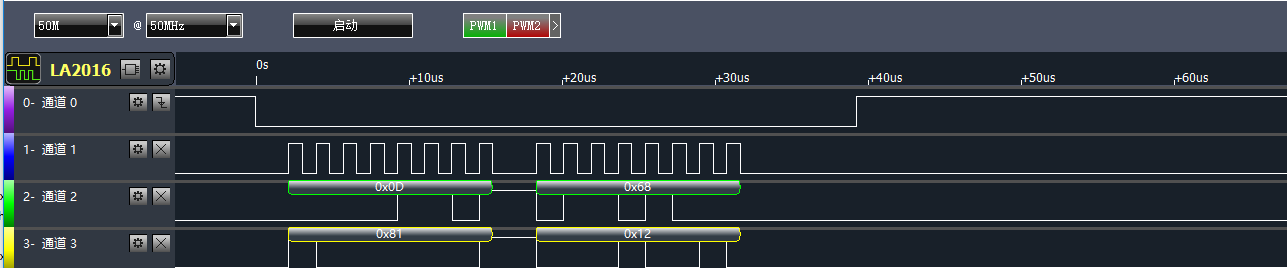 50M @ 50MHz 启动 PWM1 PWM2 >
LA2016 0s +10us +20us +30us +40us +50us +60us
0- 通道 0
1- 通道 1
0x0D 0x68
2- 通道 2
0x81 0x12
3- 通道 3